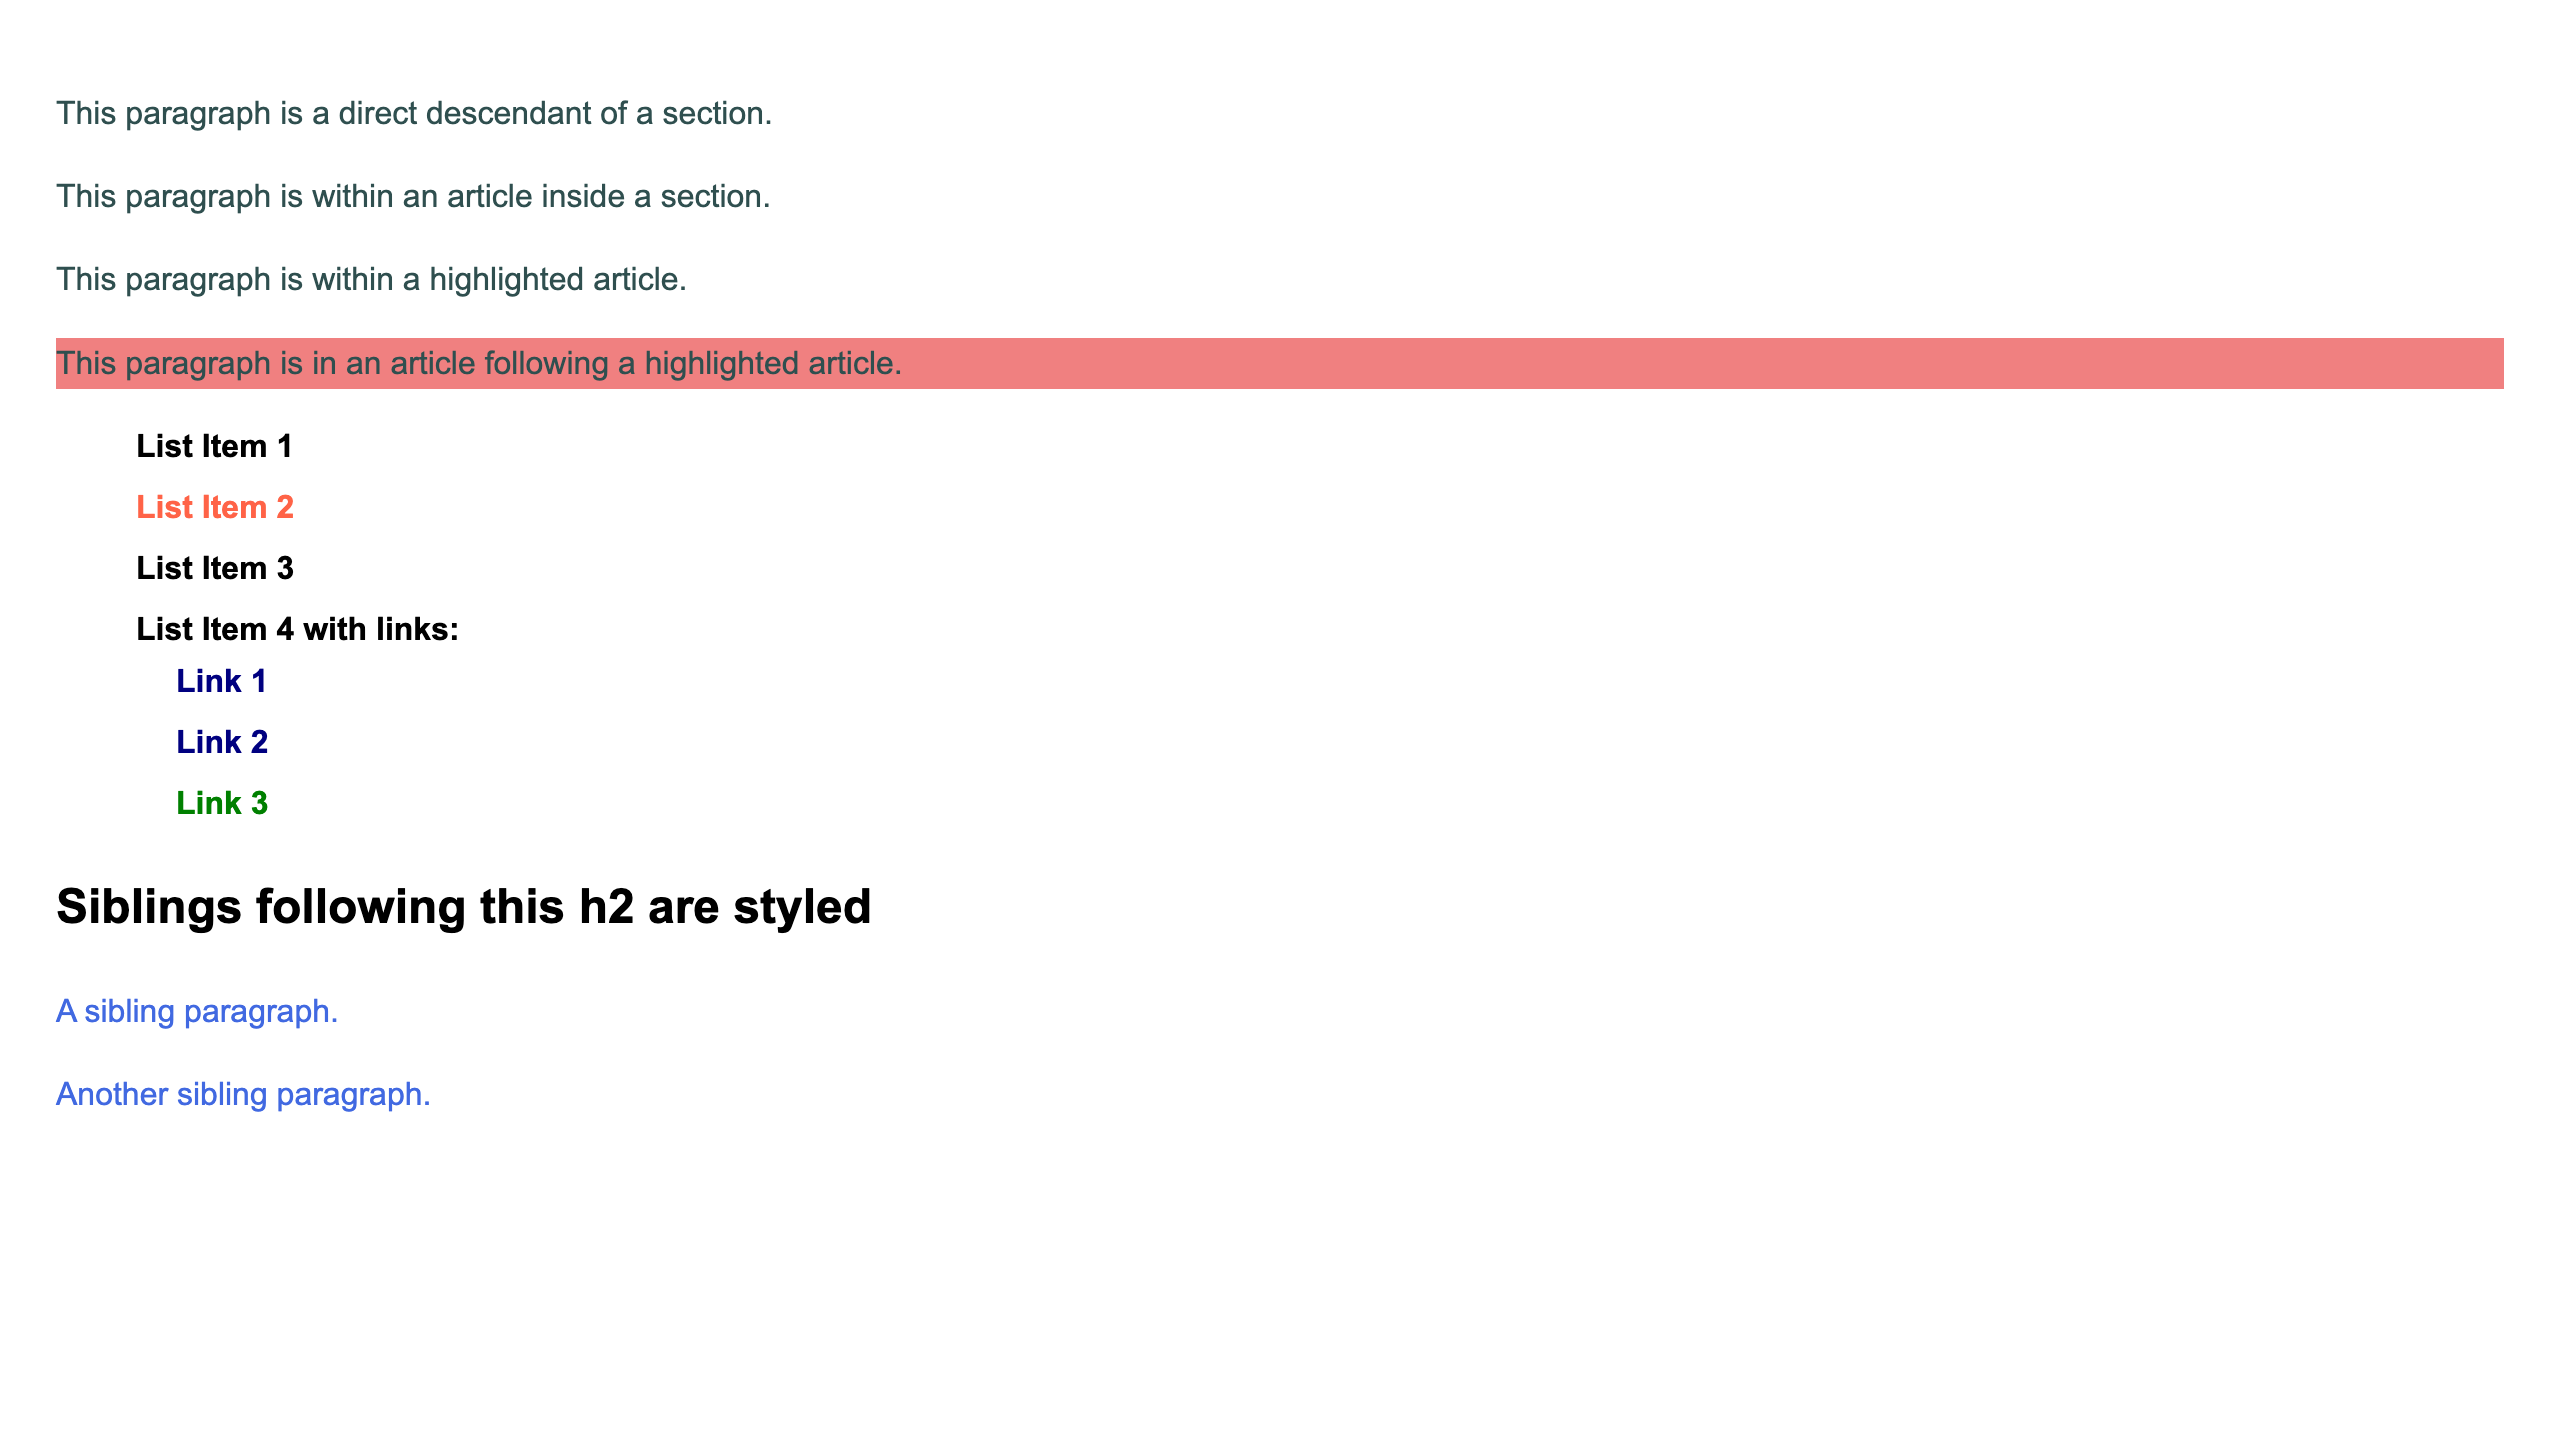 This paragraph is a direct descendant of a section.
This paragraph is within an article inside a section.
This paragraph is within a highlighted article.
This paragraph is in an article following a highlighted article.
List Item 1
List Item 2
List Item 3
List Item 4 with links:
Link 1
Link 2
Link 3
Siblings following this h2 are styled
A sibling paragraph.
Another sibling paragraph.